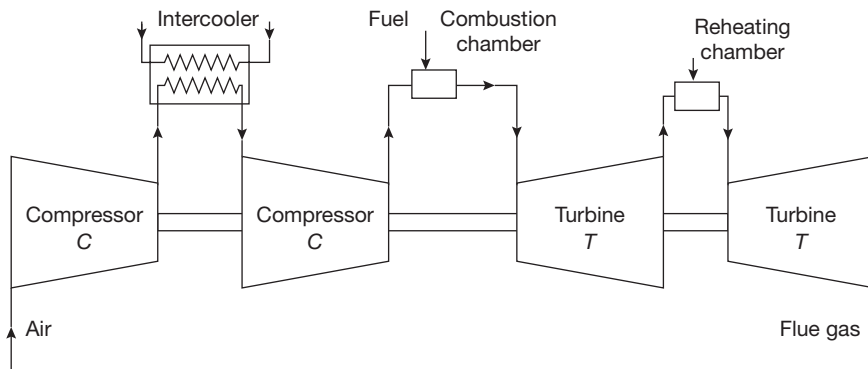 Intercooler
Fuel
Combustion
chamber
Reheating
chamber
Compressor
C
Compressor
C
Turbine
T
Turbine
T
Air
Flue gas